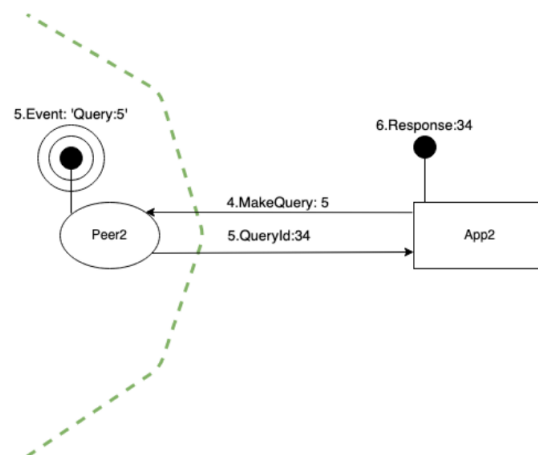 5.Event: 'Query:5'
6.Response:34
4.MakeQuery: 5
Peer2
5.QueryId:34
App2